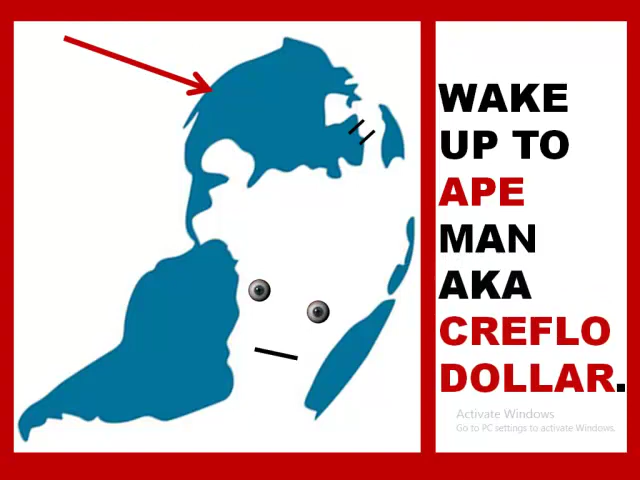 WAKE
UP TO
APE
MAN
AKA
CREFLO
DOLLAR.
Activate Windows
Go to PC settings to activate Windows.